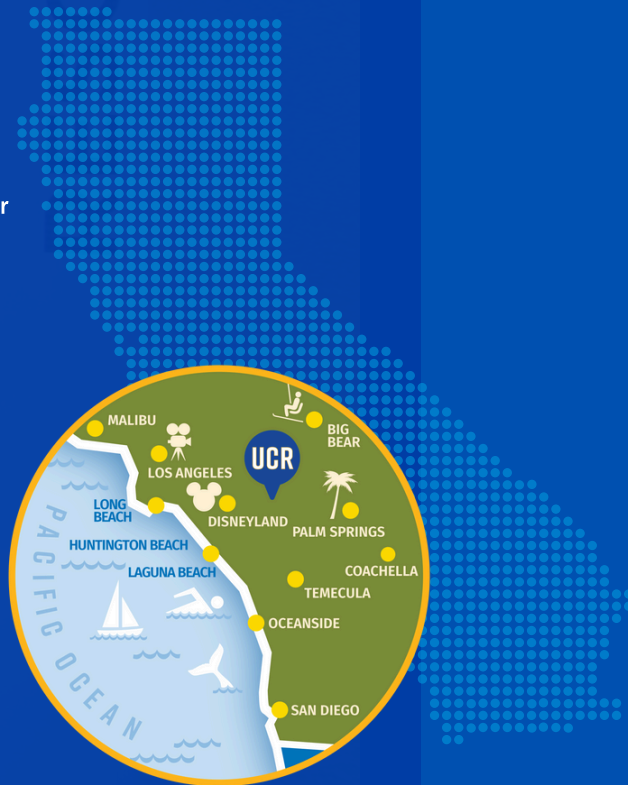 r
MALIBU
BIG
BEAR
UCR
LOS ANGELES
LONG
BEACH
DISNEYLAND
PALM SPRINGS
HUNTINGTON BEACH
LAGUNA BEACH
COACHELLA
TEMECULA
OCEANSIDE
SAN DIEGO
PACIFIC OCEAN